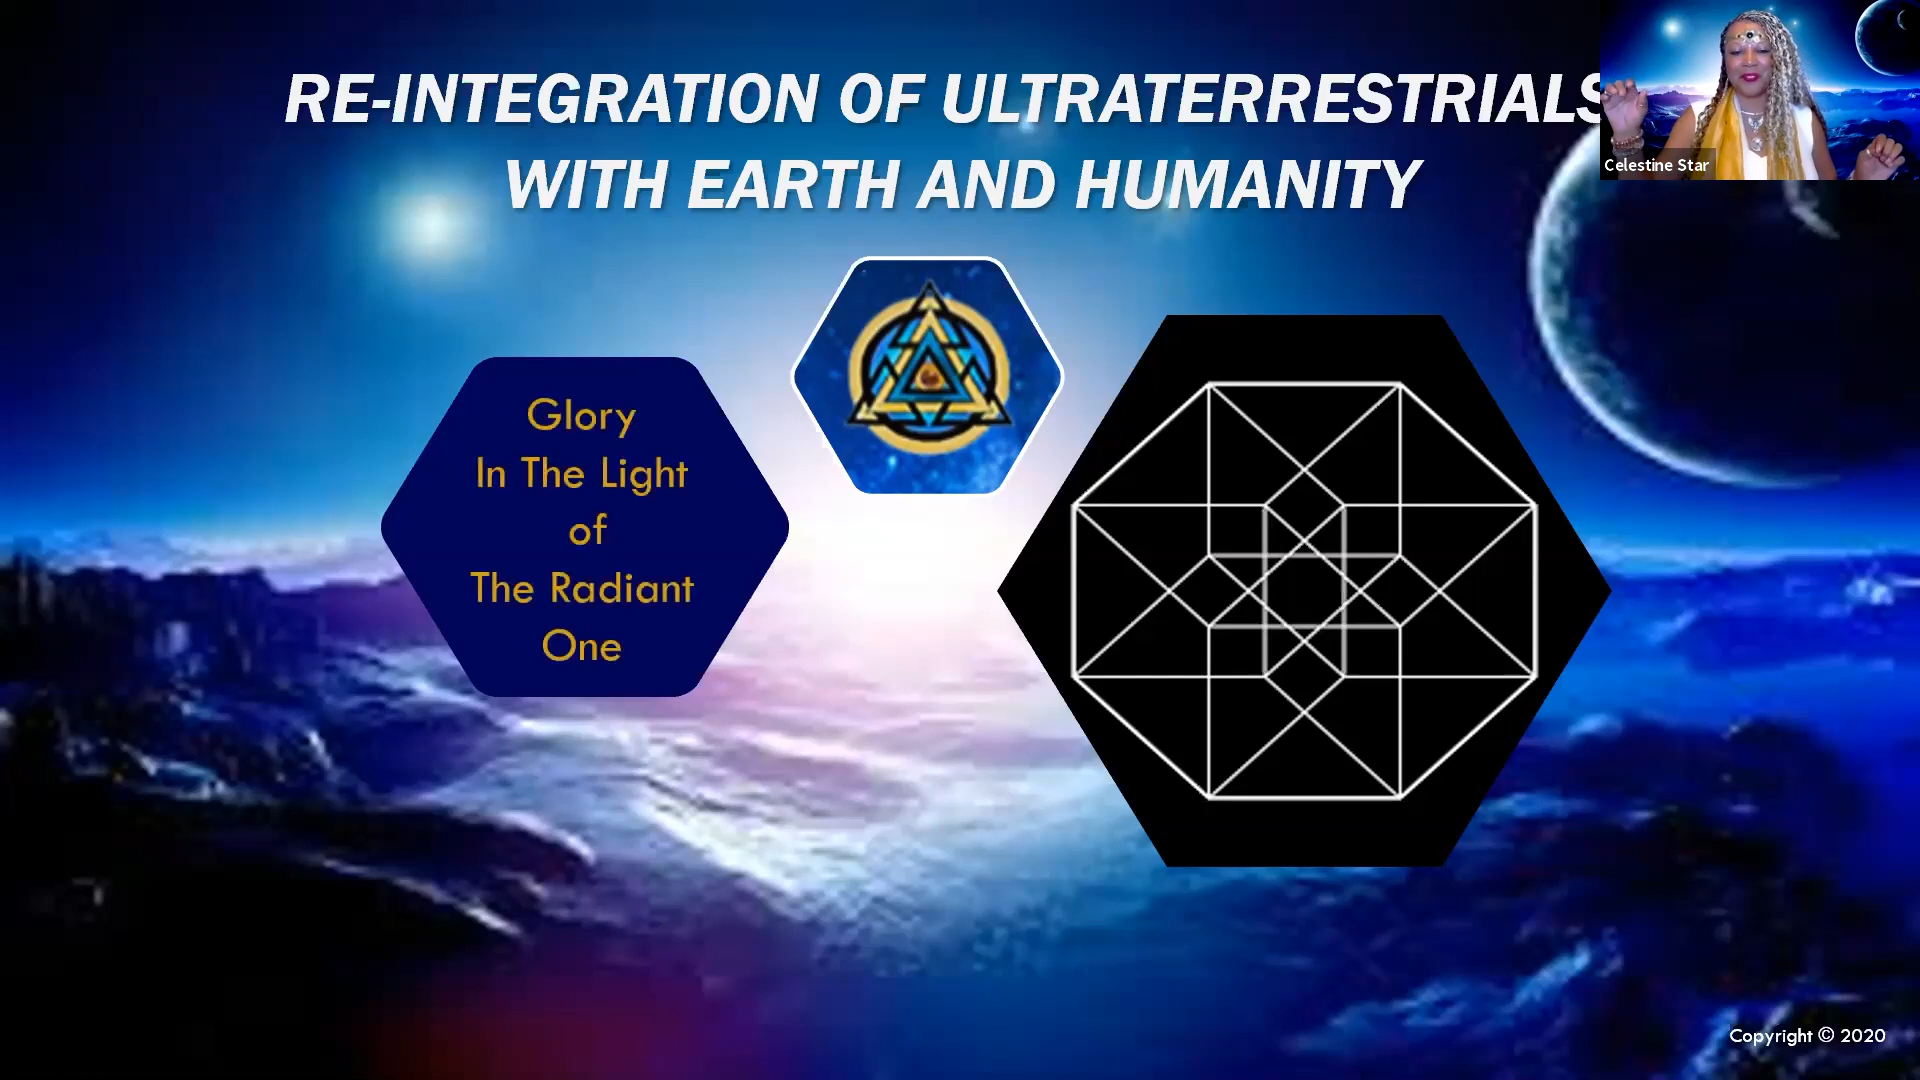 RE-INTEGRATION OF ULTRATERRESTRIALS
WITH EARTH AND HUMANITY
Celestine Star
Glory
In The Light
of
The Radiant
One
Copyright © 2020